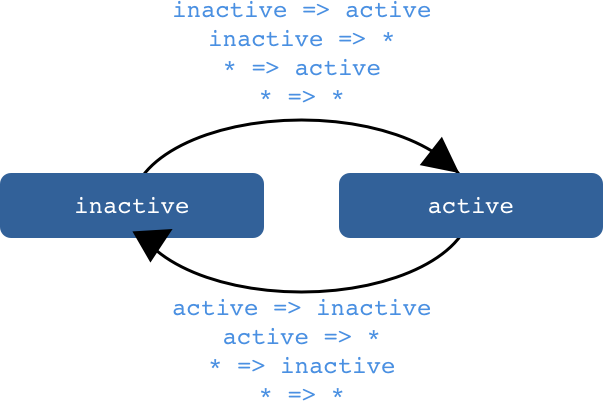 inactive => active
inactive => *
* => active
* => *
inactive
active
active => inactive
active => *
* => inactive
* => *